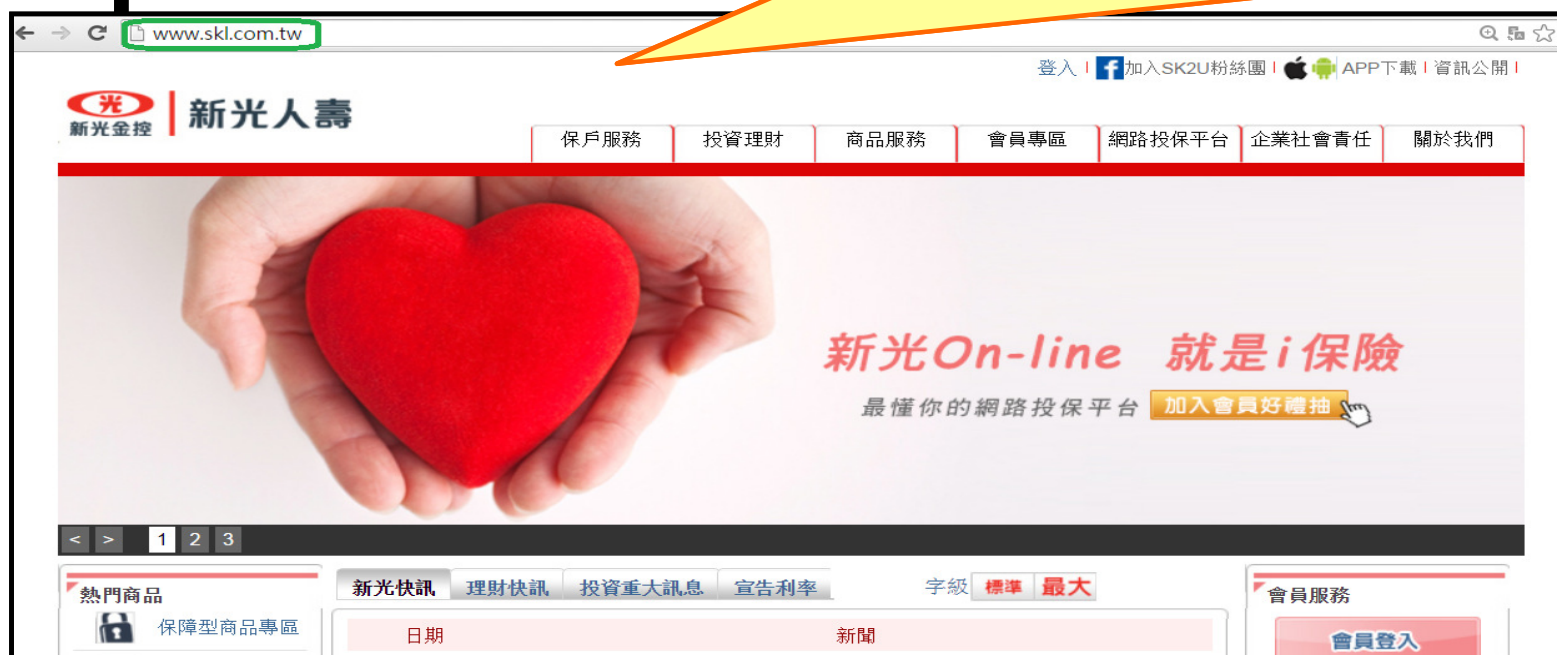 www.skl.com.tw
登入 | 加入SK2U粉絲團 | APP下載 | 資訊公開 |
新光金控 新光人壽
保戶服務 投資理財 商品服務 會員專區 網路投保平台 企業社會責任 關於我們
新光On-line 就是i保險
最懂你的網路投保平台 加入會員好禮抽
< > 1 2 3
熱門商品 新光快訊 理財快訊 投資重大訊息 宣告利率 字級 標準 最大 會員服務
保障型商品專區 日期 新聞 會員登入